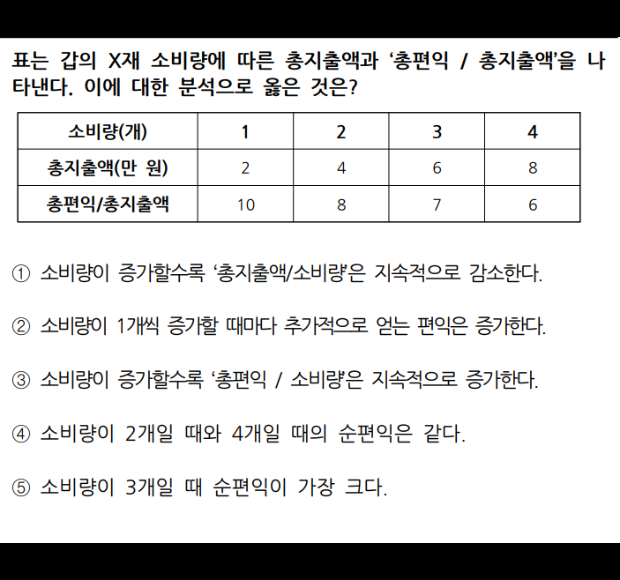 표는 갑의 X재 소비량에 따른 총지출액과 ‘총편익 / 총지출액’을 나
타낸다. 이에 대한 분석으로 옳은 것은?
소비량(개) 1 2 3 4
총지출액(만 원) 2 4 6 8
총편익/총지출액 10 8 7 6
① 소비량이 증가할수록 ‘총지출액/소비량’은 지속적으로 감소한다.
② 소비량이 1개씩 증가할 때마다 추가적으로 얻는 편익은 증가한다.
③ 소비량이 증가할수록 ‘총편익 / 소비량’은 지속적으로 증가한다.
④ 소비량이 2개일 때와 4개일 때의 순편익은 같다.
⑤ 소비량이 3개일 때 순편익이 가장 크다.